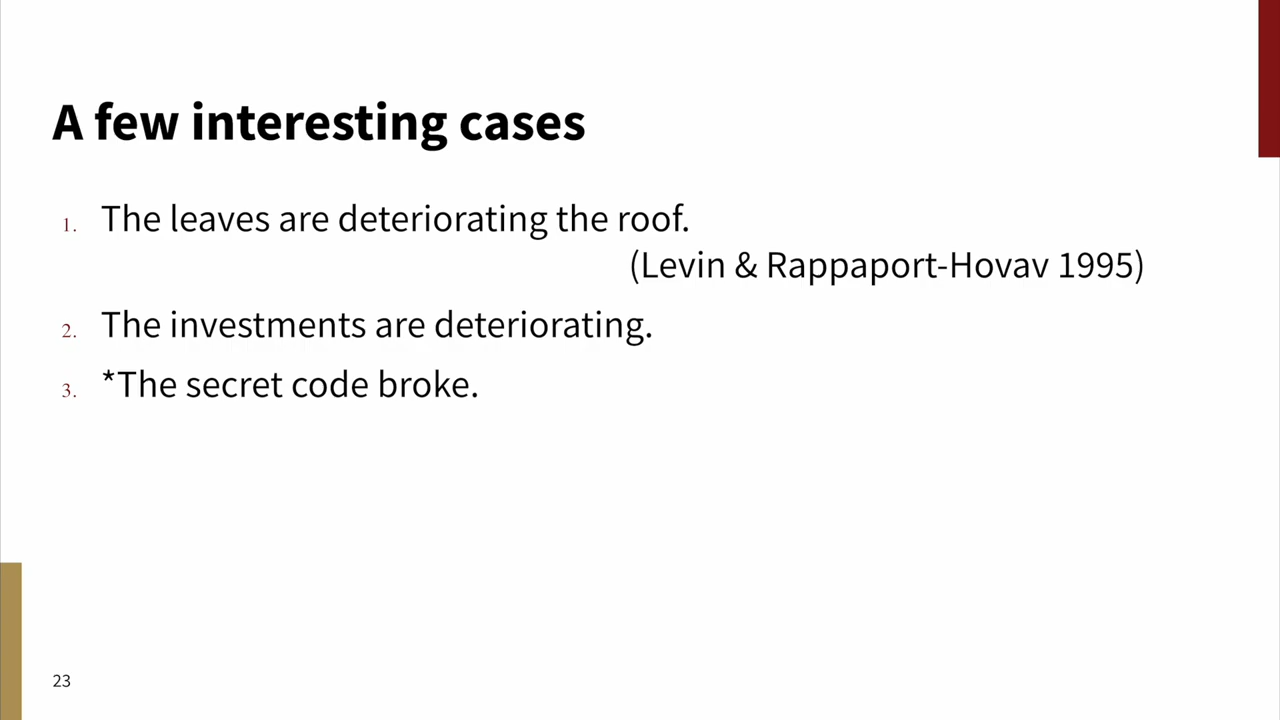 A few interesting cases
1. The leaves are deteriorating the roof.
(Levin & Rappaport-Hovav 1995)
2. The investments are deteriorating.
3. *The secret code broke.
23